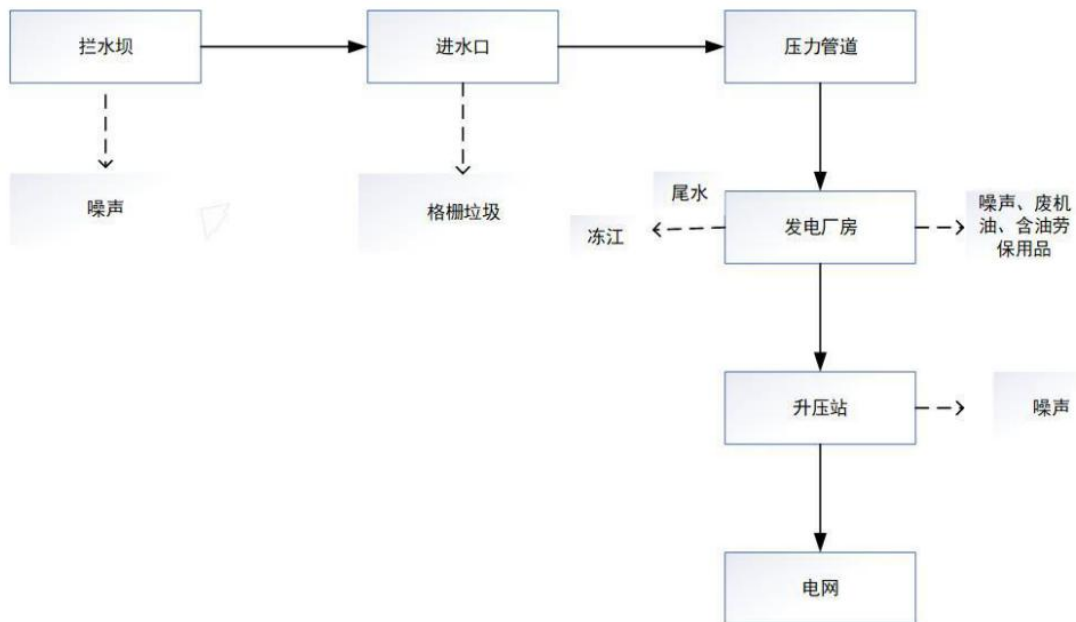 拦水坝
进水口
压力管道
噪声
格栅垃圾
尾水
冻江
发电厂房
噪声、废机
油、含油劳
保用品
升压站
噪声
电网